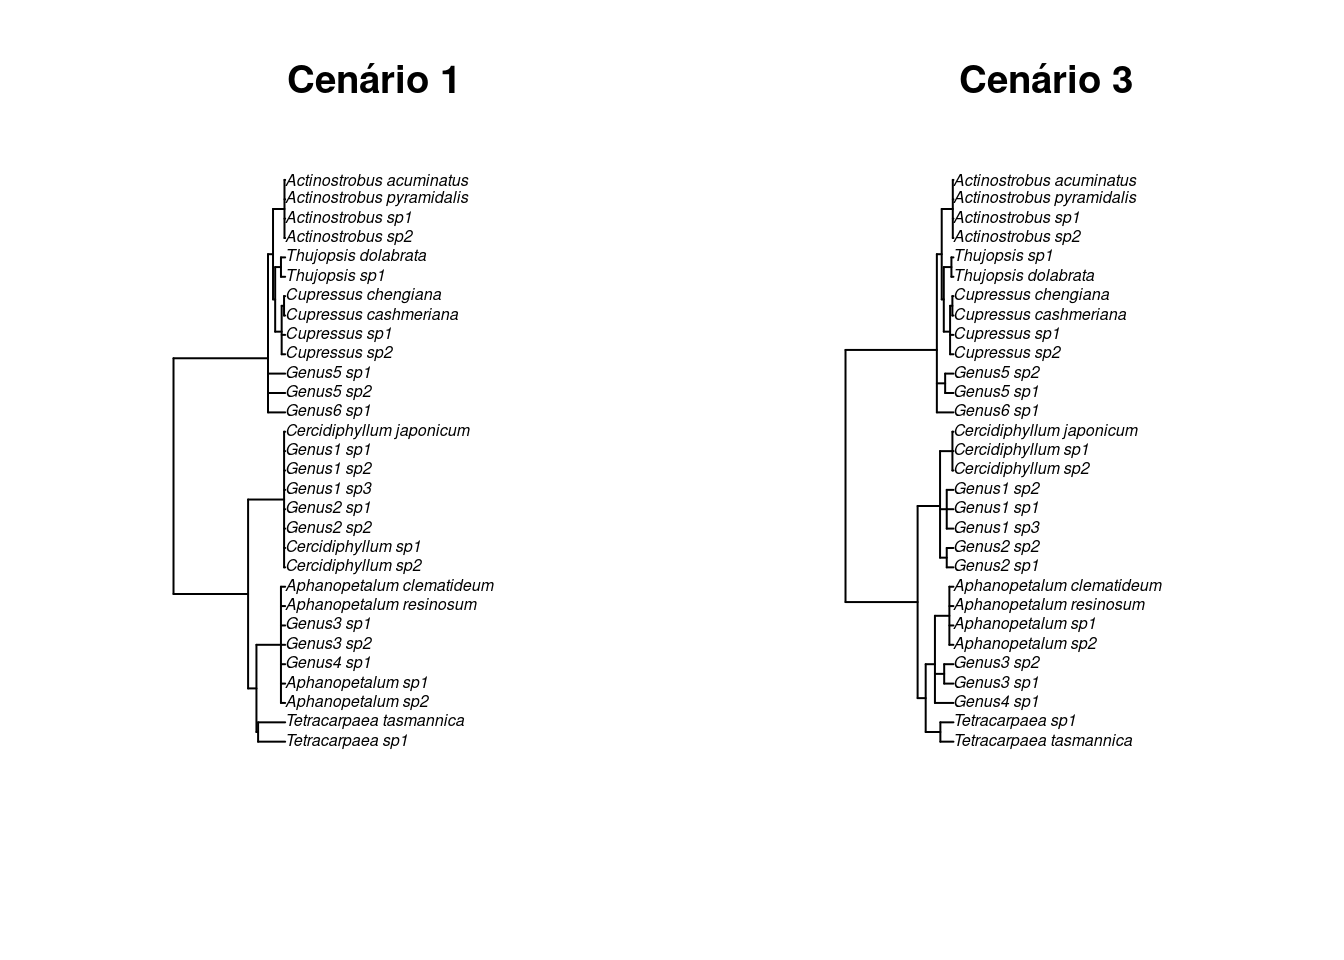 Cenário 1
Actinostrobus acuminatus
Actinostrobus pyramidalis
Actinostrobus sp1
Actinostrobus sp2
Thujopsis dolabrata
Thujopsis sp1
Cupressus chengiana
Cupressus cashmeriana
Cupressus sp1
Cupressus sp2
Genus5 sp1
Genus5 sp2
Genus6 sp1
Cercidiphyllum japonicum
Genus1 sp1
Genus1 sp2
Genus1 sp3
Genus2 sp1
Genus2 sp2
Cercidiphyllum sp1
Cercidiphyllum sp2
Aphanopetalum clematideum
Aphanopetalum resinosum
Genus3 sp1
Genus3 sp2
Genus4 sp1
Aphanopetalum sp1
Aphanopetalum sp2
Tetracarpaea tasmannica
Tetracarpaea sp1
Cenário 3
Actinostrobus acuminatus
Actinostrobus pyramidalis
Actinostrobus sp1
Actinostrobus sp2
Thujopsis sp1
Thujopsis dolabrata
Cupressus chengiana
Cupressus cashmeriana
Cupressus sp1
Cupressus sp2
Genus5 sp2
Genus5 sp1
Genus6 sp1
Cercidiphyllum japonicum
Cercidiphyllum sp1
Cercidiphyllum sp2
Genus1 sp2
Genus1 sp1
Genus1 sp3
Genus2 sp2
Genus2 sp1
Aphanopetalum clematideum
Aphanopetalum resinosum
Aphanopetalum sp1
Aphanopetalum sp2
Genus3 sp2
Genus3 sp1
Genus4 sp1
Tetracarpaea sp1
Tetracarpaea tasmannica